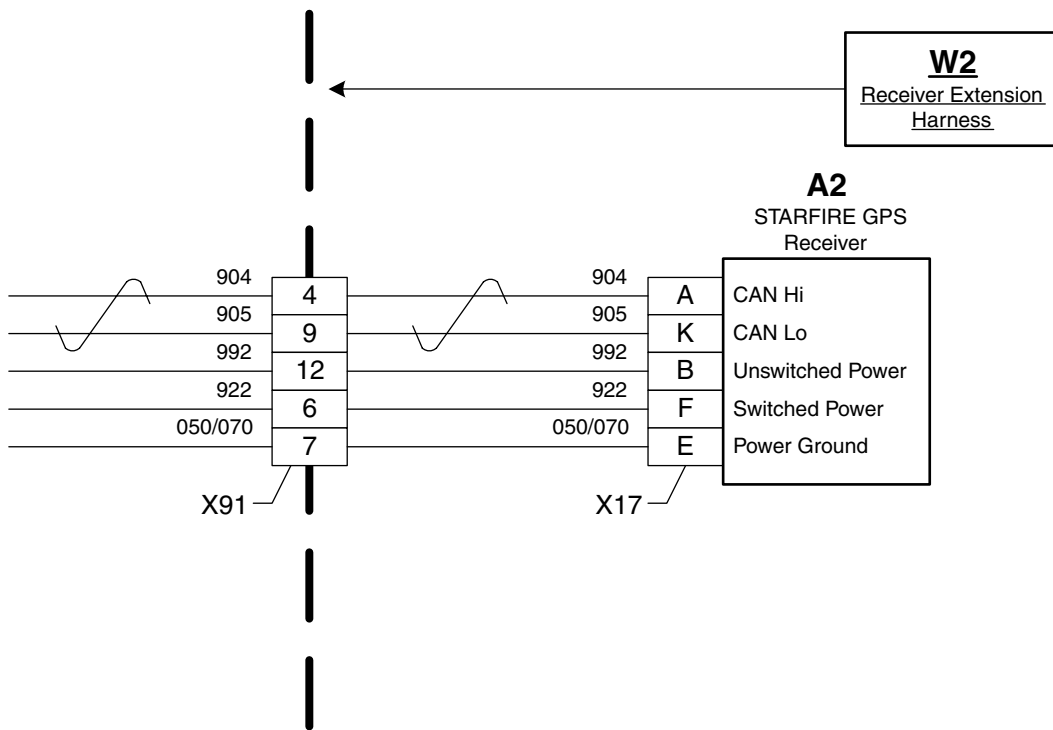 W2
Receiver Extension
Harness
A2
STARFIRE GPS
Receiver
904 4 904 A CAN Hi
905 9 905 K CAN Lo
992 12 992 B Unswitched Power
922 6 922 F Switched Power
050/070 7 050/070 E Power Ground
X91 X17